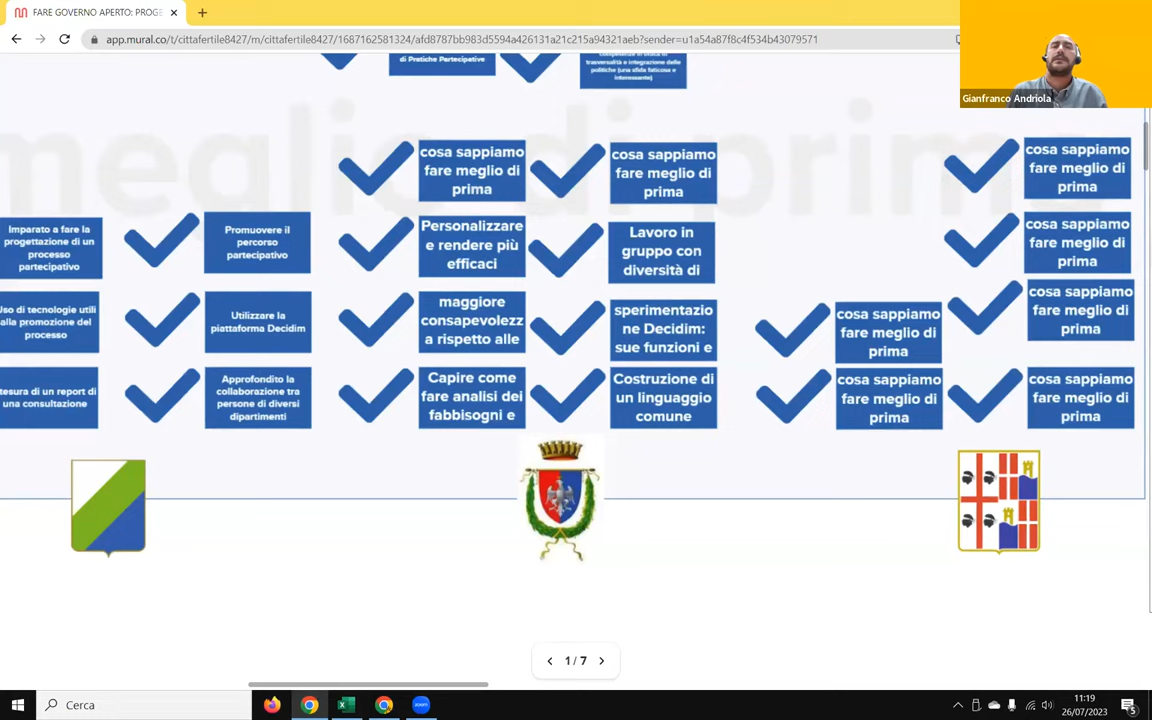 FARE GOVERNO APERTO: PROGE
app.mural.co/t/cittafertile8427/m/cittafertile8427/1687162581324/afd8787bb983d5594a426131a21c215a94321aeb?sender=u1a54a87f8c4f534b43079571
Gianfranco Andriola
di Pratiche Partecipative
trasversalità e integrazione delle
politiche (una sfida faticosa e
interessante)
meglio di prima
cosa sappiamo
fare meglio di
prima
cosa sappiamo
fare meglio di
prima
cosa sappiamo
fare meglio di
prima
Imparato a fare la
progettazione di un
processo
partecipativo
Promuovere il
percorso
partecipativo
Personalizzare
e rendere più
efficaci
Lavoro in
gruppo con
diversità di
cosa sappiamo
fare meglio di
prima
Uso di tecnologie utili
alla promozione del
processo
Utilizzare la
piattaforma Decidim
maggiore
consapevolezz
a rispetto alle
sperimentazio
ne Decidim:
sue funzioni e
cosa sappiamo
fare meglio di
prima
cosa sappiamo
fare meglio di
prima
tesura di un report di
una consultazione
Approfondito la
collaborazione tra
persone di diversi
dipartimenti
Capire come
fare analisi dei
fabbisogni e
Costruzione di
un linguaggio
comune
cosa sappiamo
fare meglio di
prima
cosa sappiamo
fare meglio di
prima
1 / 7
Cerca
zoom
11:19
26/07/2023
5